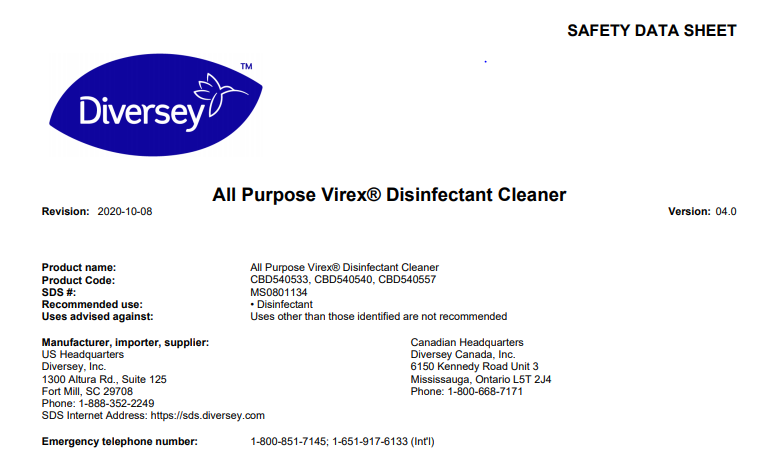 SAFETY DATA SHEET
Diversey™
All Purpose Virex® Disinfectant Cleaner
Revision: 2020-10-08 Version: 04.0
Product name: All Purpose Virex® Disinfectant Cleaner
Product Code: CBD540533, CBD540540, CBD540557
SDS #: MS0801134
Recommended use: • Disinfectant
Uses advised against: Uses other than those identified are not recommended
Manufacturer, importer, supplier:
US Headquarters
Diversey, Inc.
1300 Altura Rd., Suite 125
Fort Mill, SC 29708
Phone: 1-888-352-2249
SDS Internet Address: https://sds.diversey.com
Canadian Headquarters
Diversey Canada, Inc.
6150 Kennedy Road Unit 3
Mississauga, Ontario L5T 2J4
Phone: 1-800-668-7171
Emergency telephone number: 1-800-851-7145; 1-651-917-6133 (Int'l)